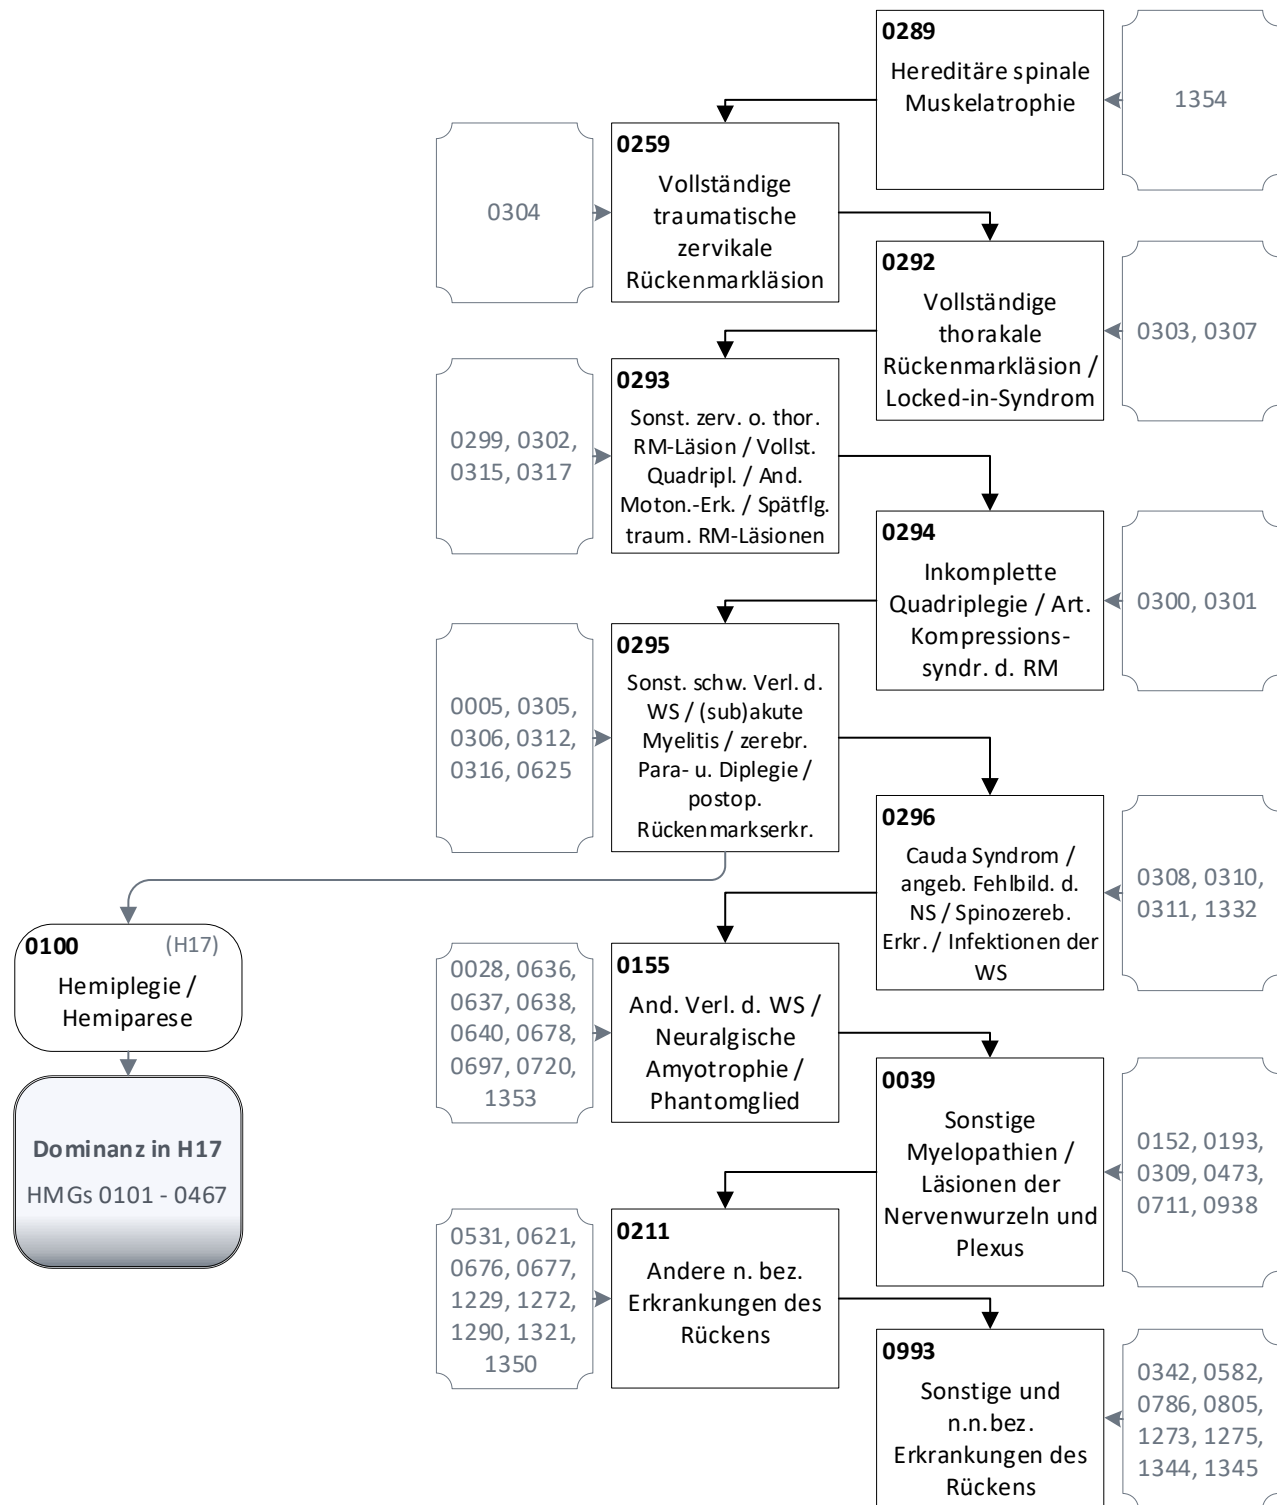 0289
Hereditäre spinale
Muskelatrophie
1354
0304
0259
Vollständige
traumatische
zervikale
Rückenmarkläsion
0292
Vollständige
thorakale
Rückenmarkläsion /
Locked-in-Syndrom
0303, 0307
0299, 0302,
0315, 0317
0293
Sonst. zerv. o. thor.
RM-Läsion / Vollst.
Quadripl. / And.
Moton.-Erk. / Spätflg.
traum. RM-Läsionen
0294
Inkomplette
Quadriplegie / Art.
Kompressions-
syndr. d. RM
0300, 0301
0005, 0305,
0306, 0312,
0316, 0625
0295
Sonst. schw. Verl. d.
WS / (sub)akute
Myelitis / zerebr.
Para- u. Diplegie /
postop.
Rückenmarkserkr.
0296
Cauda Syndrom /
angeb. Fehlbild. d.
NS / Spinozereb.
Erkr. / Infektionen der
WS
0308, 0310,
0311, 1332
0100 (H17)
Hemiplegie /
Hemiparese
Dominanz in H17
HMGs 0101 - 0467
0028, 0636,
0637, 0638,
0640, 0678,
0697, 0720,
1353
0155
And. Verl. d. WS /
Neuralgische
Amyotrophie /
Phantomglied
0039
Sonstige
Myelopathien /
Läsionen der
Nervenwurzeln und
Plexus
0152, 0193,
0309, 0473,
0711, 0938
0531, 0621,
0676, 0677,
1229, 1272,
1290, 1321,
1350
0211
Andere n. bez.
Erkrankungen des
Rückens
0993
Sonstige und
n.n.bez.
Erkrankungen des
Rückens
0342, 0582,
0786, 0805,
1273, 1275,
1344, 1345